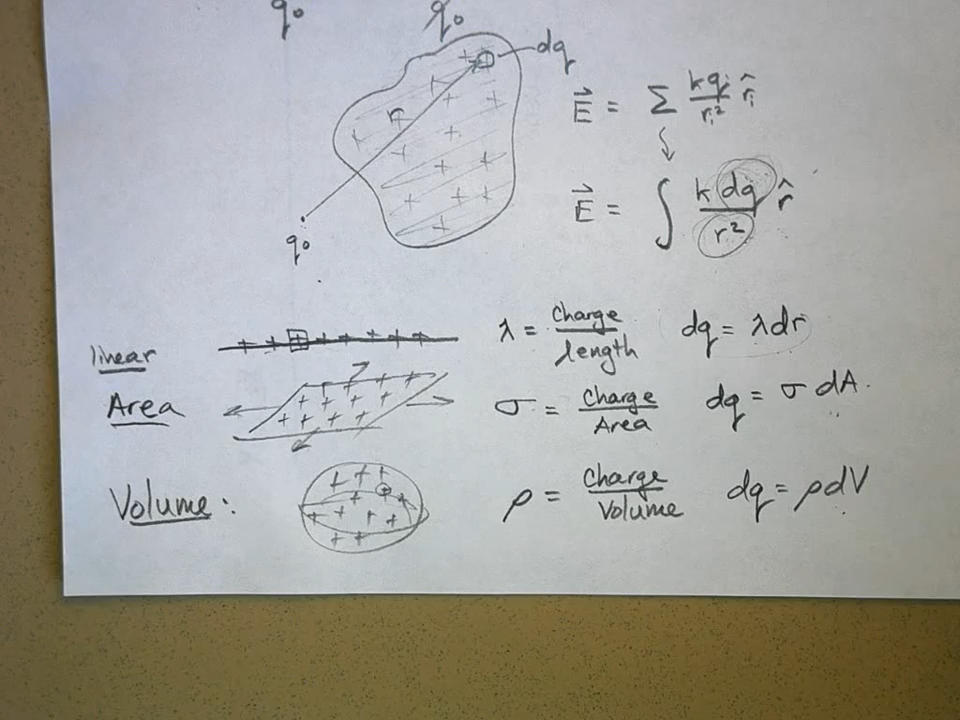 q₀ q₀
dq
r
q₀
E⃗ = Σ kqᵢ/rᵢ² r̂ᵢ
E⃗ = ∫ k dq/r² r̂
linear λ = Charge/length dq = λdr
Area σ = Charge/Area dq = σ dA.
Volume: ρ = Charge/Volume dq = ρdV